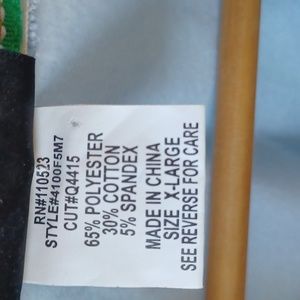 RN#110523
STYLE#4100F5M7
CUT#Q4415
65% POLYESTER
30% COTTON
5% SPANDEX
MADE IN CHINA
SIZE X-LARGE
SEE REVERSE FOR CARE